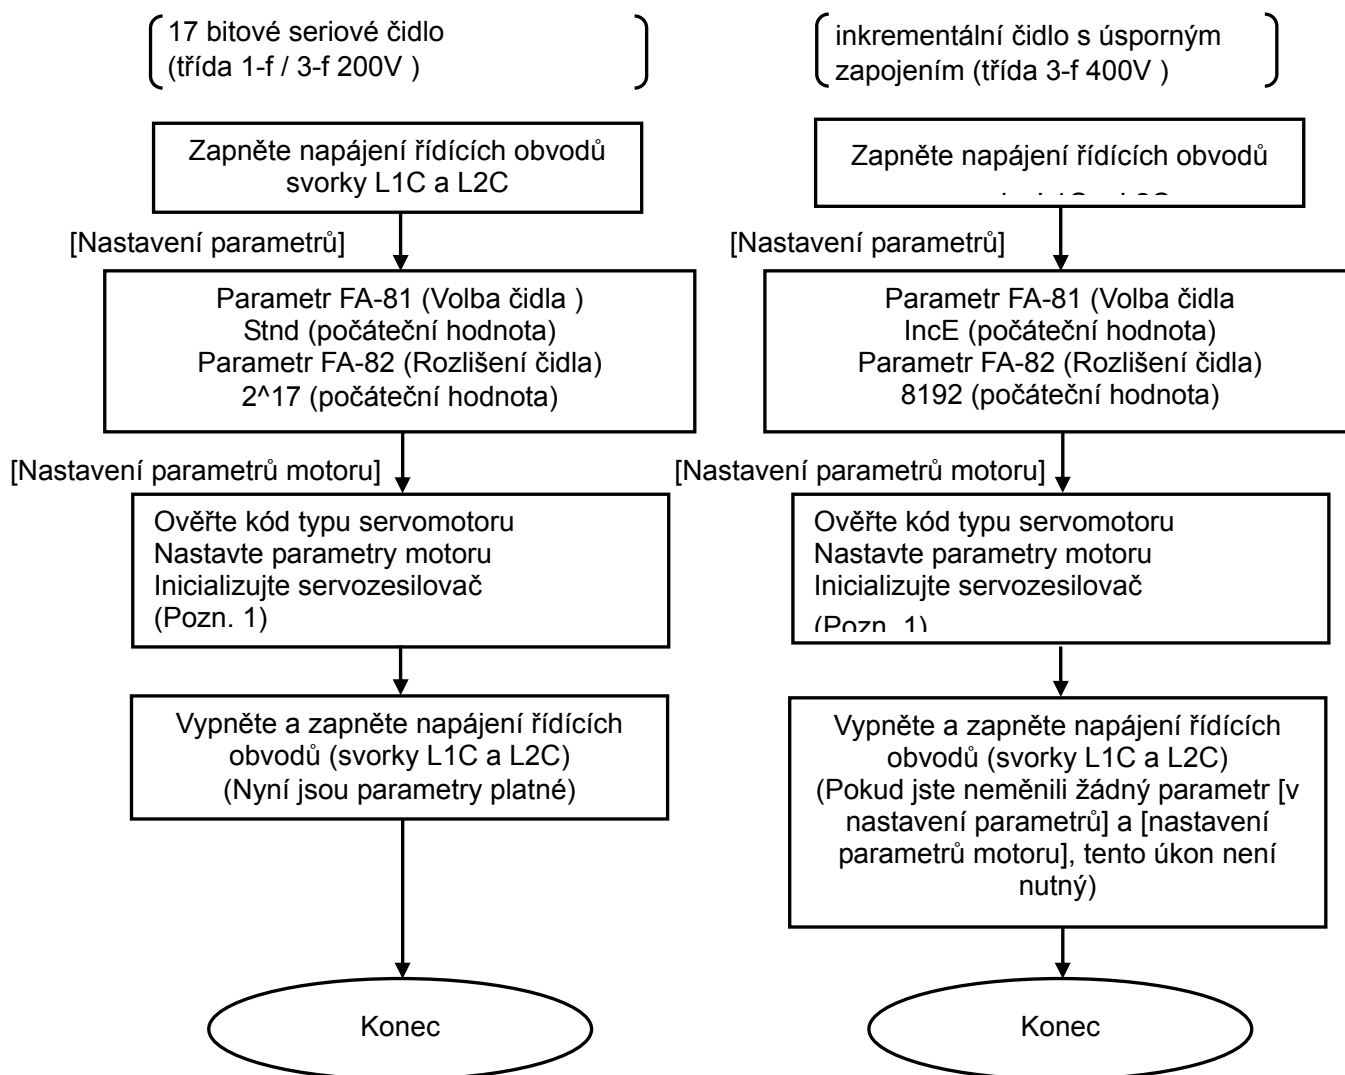 17 bitové seriové čidlo
(třída 1-f / 3-f 200V )
Zapněte napájení řídících obvodů
svorky L1C a L2C
[Nastavení parametrů]
Parametr FA-81 (Volba čidla )
Stnd (počáteční hodnota)
Parametr FA-82 (Rozlišení čidla)
2^17 (počáteční hodnota)
[Nastavení parametrů motoru]
Ověřte kód typu servomotoru
Nastavte parametry motoru
Inicializujte servozesilovač
(Pozn. 1)
Vypněte a zapněte napájení řídících
obvodů (svorky L1C a L2C)
(Nyní jsou parametry platné)
Konec
inkrementální čidlo s úsporným
zapojením (třída 3-f 400V )
Zapněte napájení řídících obvodů
[Nastavení parametrů]
Parametr FA-81 (Volba čidla
IncE (počáteční hodnota)
Parametr FA-82 (Rozlišení čidla)
8192 (počáteční hodnota)
[Nastavení parametrů motoru]
Ověřte kód typu servomotoru
Nastavte parametry motoru
Inicializujte servozesilovač
(Pozn. 1)
Vypněte a zapněte napájení řídících
obvodů (svorky L1C a L2C)
(Pokud jste neměnili žádný parametr [v
nastavení parametrů] a [nastavení
parametrů motoru], tento úkon není
nutný)
Konec